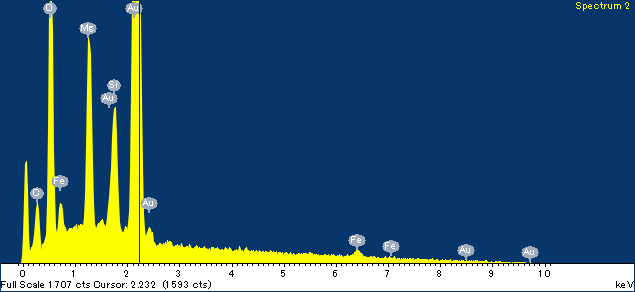 Spectrum 2
O Au
Mg
Si
Au
Fe
Au
Fe Fe Au Au
0 1 2 3 4 5 6 7 8 9 10
Full Scale 1707 cts Cursor: 2.232 (1593 cts) keV